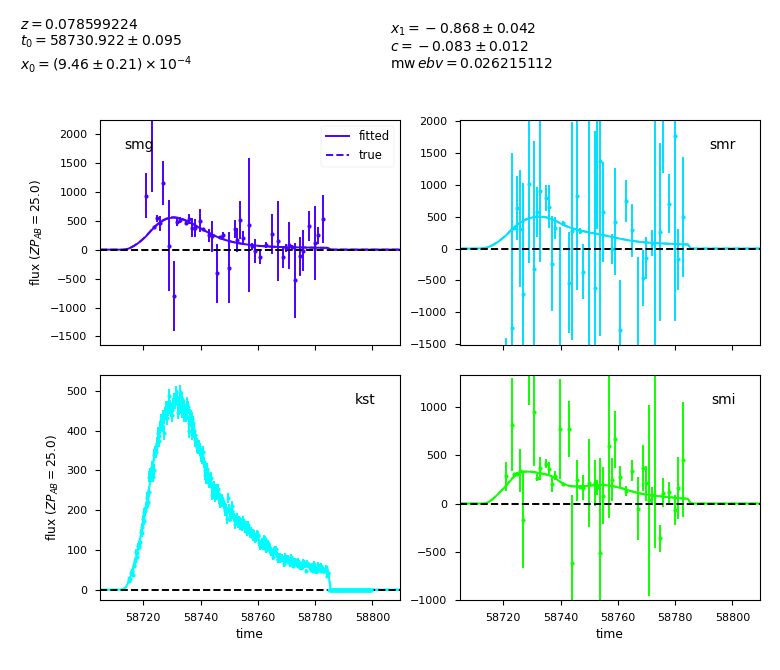 z = 0.078599224
t₀ = 58730.922 ± 0.095
x₀ = (9.46 ± 0.21) × 10⁻⁴
x₁ = −0.868 ± 0.042
c = −0.083 ± 0.012
mw ebv = 0.026215112
smg
fitted
true
2000
1500
1000
500
0
−500
−1000
−1500
flux (ZP_AB = 25.0)
smr
2000
1500
1000
500
0
−500
−1000
−1500
kst
500
400
300
200
100
0
flux (ZP_AB = 25.0)
58720 58740 58760 58780 58800
time
smi
1000
500
0
−500
−1000
58720 58740 58760 58780 58800
time